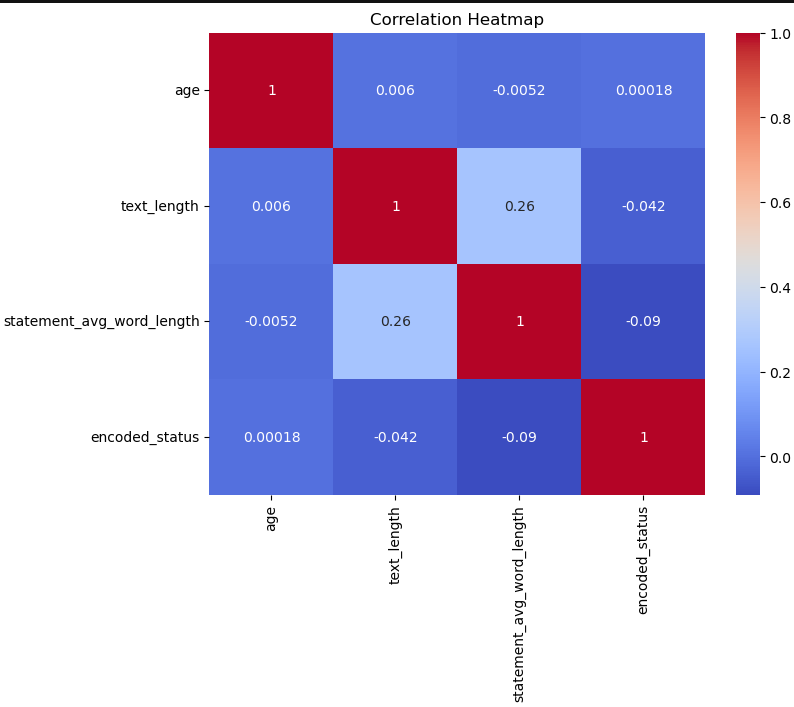 Correlation Heatmap
age 1 0.006 -0.0052 0.00018
text_length 0.006 1 0.26 -0.042
statement_avg_word_length -0.0052 0.26 1 -0.09
encoded_status 0.00018 -0.042 -0.09 1
age
text_length
statement_avg_word_length
encoded_status
1.0
0.8
0.6
0.4
0.2
0.0